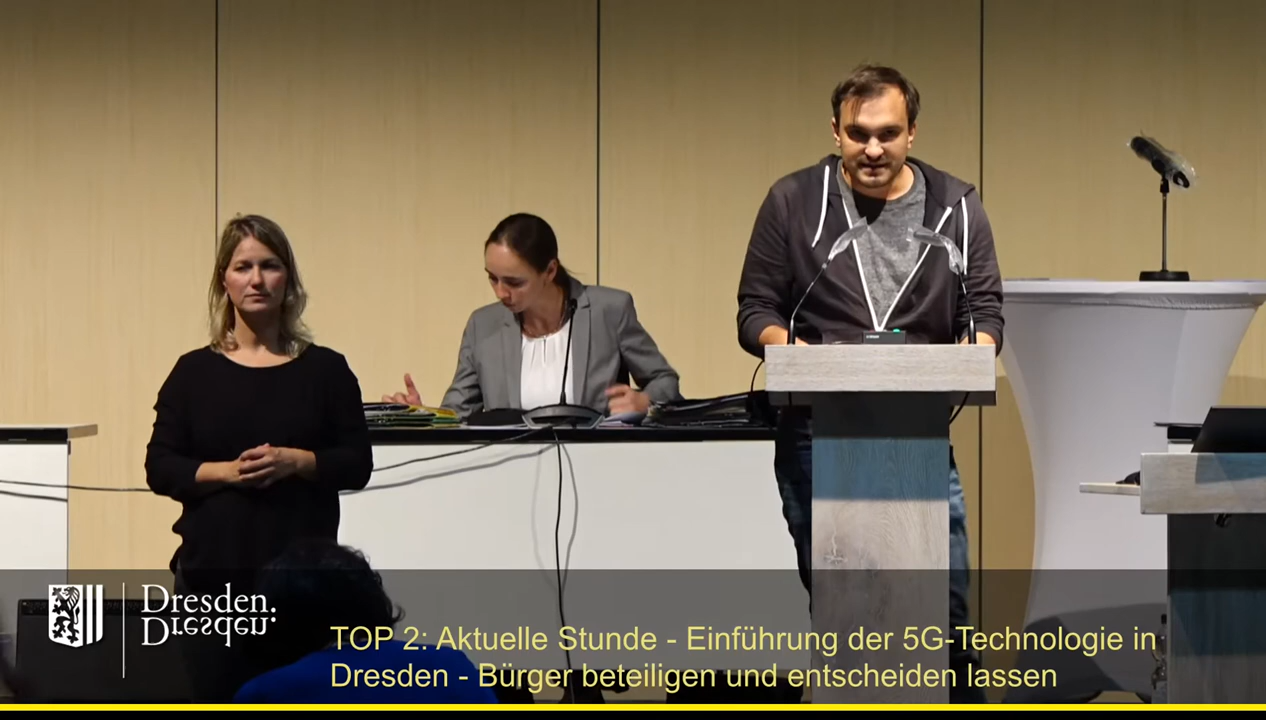 Dresden.
Dresden.
TOP 2: Aktuelle Stunde - Einführung der 5G-Technologie in
Dresden - Bürger beteiligen und entscheiden lassen